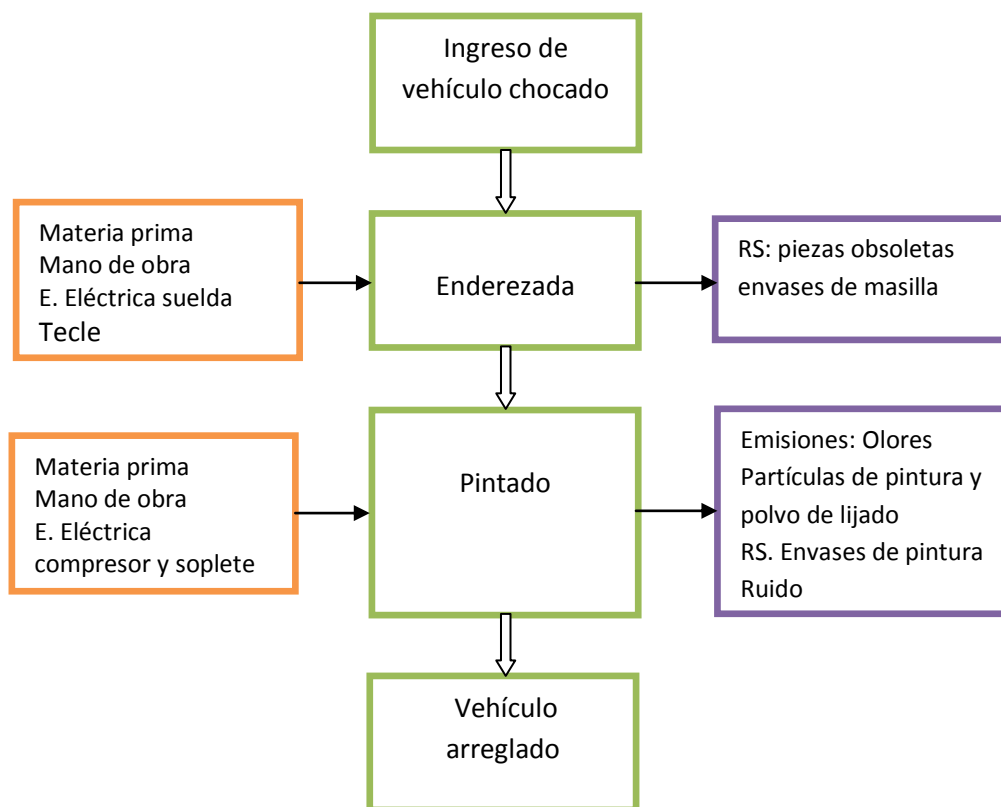 Ingreso de
vehículo chocado
Materia prima
Mano de obra
E. Eléctrica suelda
Tecle
Enderezada
RS: piezas obsoletas
envases de masilla
Materia prima
Mano de obra
E. Eléctrica
compresor y soplete
Pintado
Emisiones: Olores
Partículas de pintura y
polvo de lijado
RS. Envases de pintura
Ruido
Vehículo
arreglado